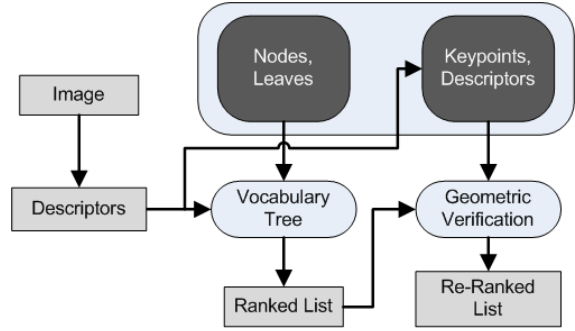 Nodes,
Leaves
Keypoints,
Descriptors
Image
Descriptors
Vocabulary
Tree
Geometric
Verification
Ranked List
Re-Ranked
List